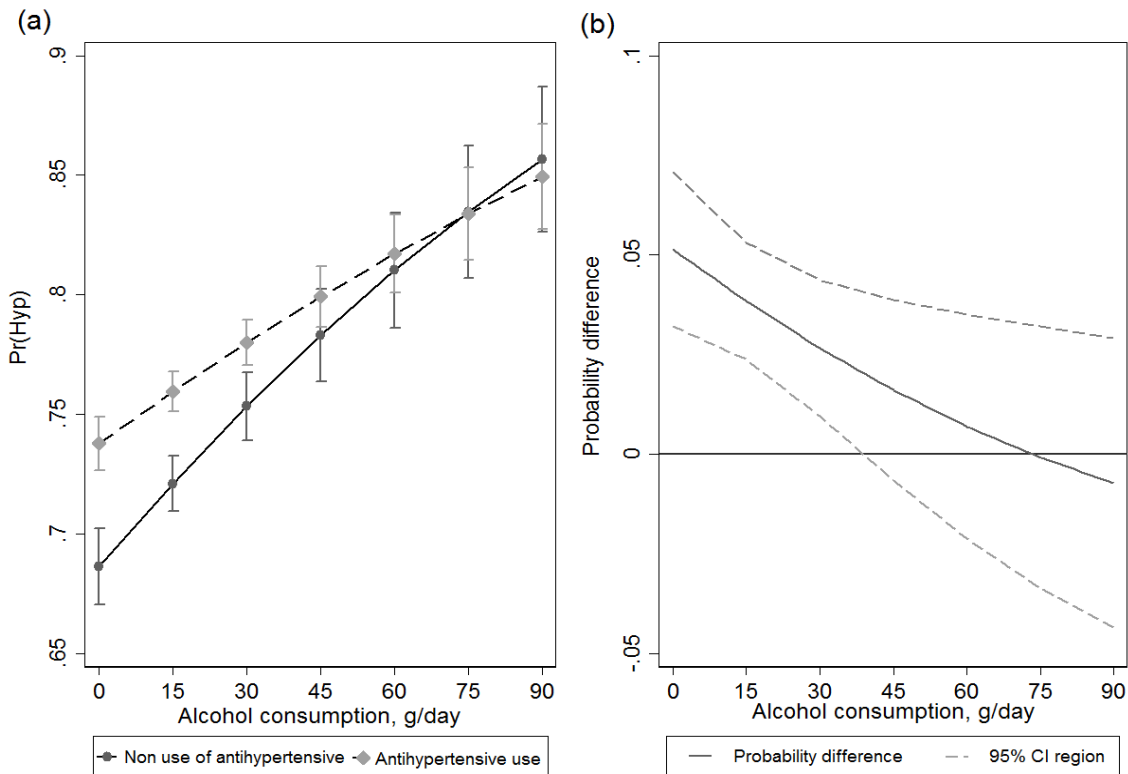 (a)
Pr(Hyp)
.9
.85
.8
.75
.7
.65
0 15 30 45 60 75 90
Alcohol consumption, g/day
Non use of antihypertensive Antihypertensive use
(b)
Probability difference
.1
.05
0
-.05
0 15 30 45 60 75 90
Alcohol consumption, g/day
Probability difference 95% CI region